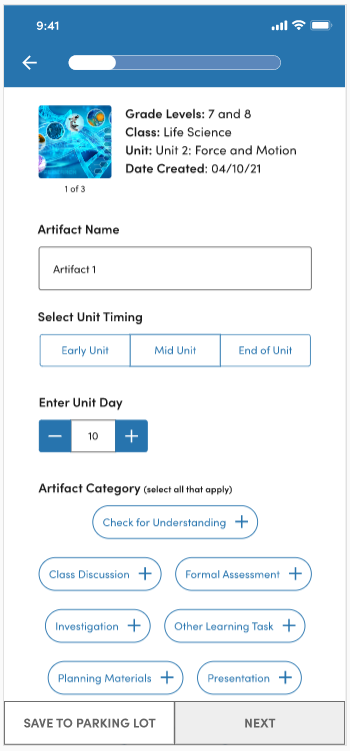 9:41
Grade Levels: 7 and 8
Class: Life Science
Unit: Unit 2: Force and Motion
Date Created: 04/10/21
1 of 3
Artifact Name
Artifact 1
Select Unit Timing
Early Unit Mid Unit End of Unit
Enter Unit Day
— 10 +
Artifact Category (select all that apply)
Check for Understanding +
Class Discussion + Formal Assessment +
Investigation + Other Learning Task +
Planning Materials + Presentation +
SAVE TO PARKING LOT NEXT